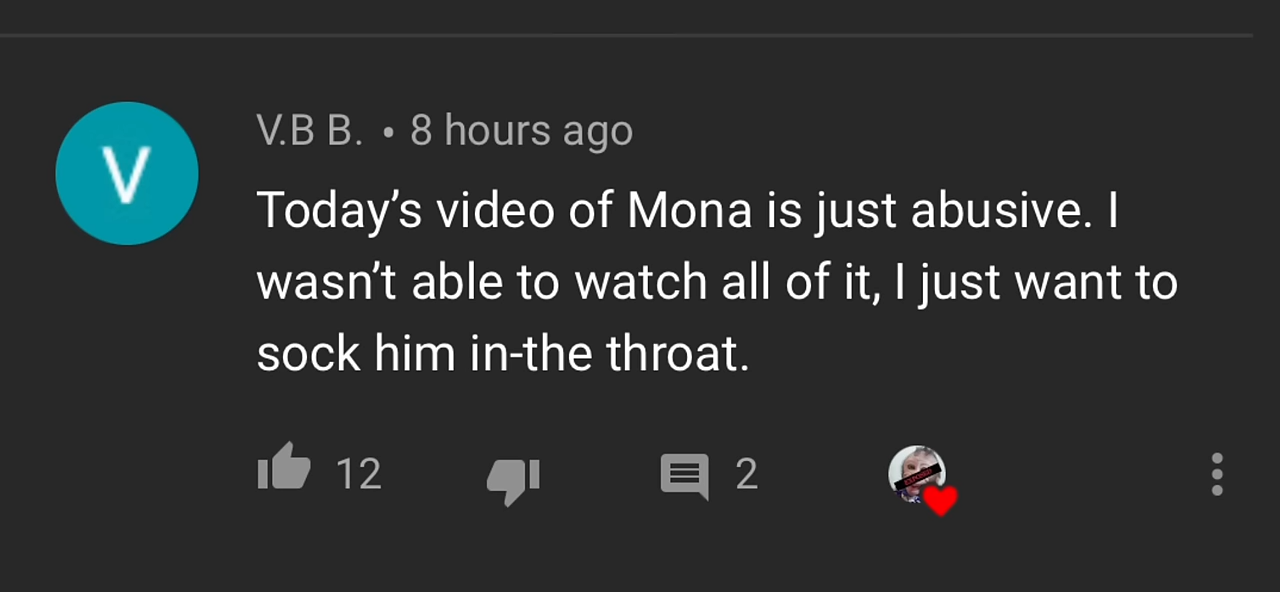 V
V.B B. • 8 hours ago
Today’s video of Mona is just abusive. I
wasn’t able to watch all of it, I just want to
sock him in-the throat.
12
2
EXPOSED